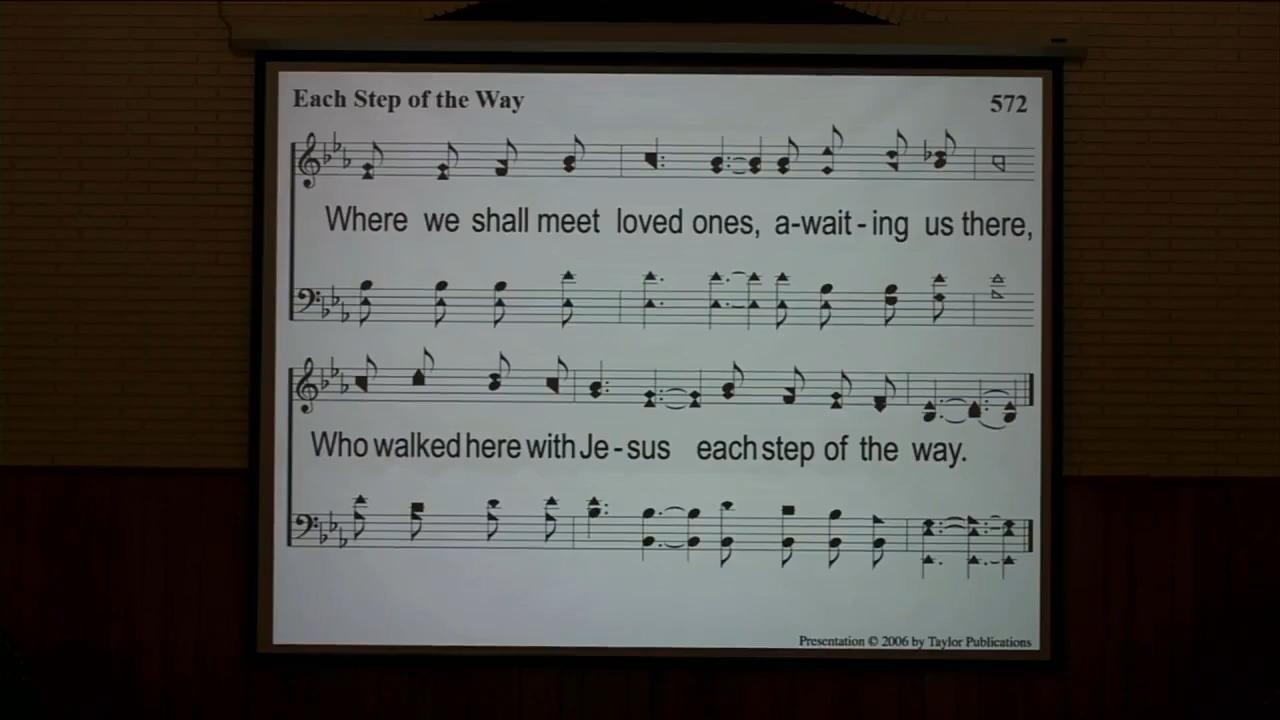 Each Step of the Way 572
Where we shall meet loved ones, a-wait-ing us there,
Who walked here with Je-sus each step of the way.
Presentation © 2006 by Taylor Publications